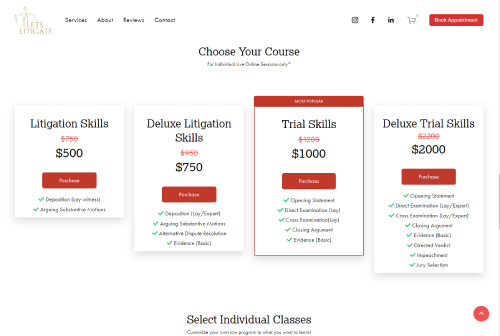 LETS
LITIGATE
Services About Reviews Contact
Book Appointment
Choose Your Course
For Individual Live Online Sessions only*
Litigation Skills
$750
$500
Purchase
Deposition (Lay witness)
Arguing Substantive Motions
Deluxe Litigation
Skills
$950
$750
Purchase
Deposition (Lay/Expert)
Arguing Substantive Motions
Alternative Dispute Resolution
Evidence (Basic)
MOST POPULAR
Trial Skills
$1200
$1000
Purchase
Opening Statement
Direct Examination (Lay)
Cross Examination(Lay)
Closing Argument
Evidence (Basic)
Deluxe Trial Skills
$2200
$2000
Purchase
Opening Statement
Direct Examination (Lay/Expert)
Cross Examination (Lay/Expert)
Closing Argument
Evidence (Basic)
Directed Verdict
Impeachment
Jury Selection
Select Individual Classes
Customize your own law program to what you want to learn!